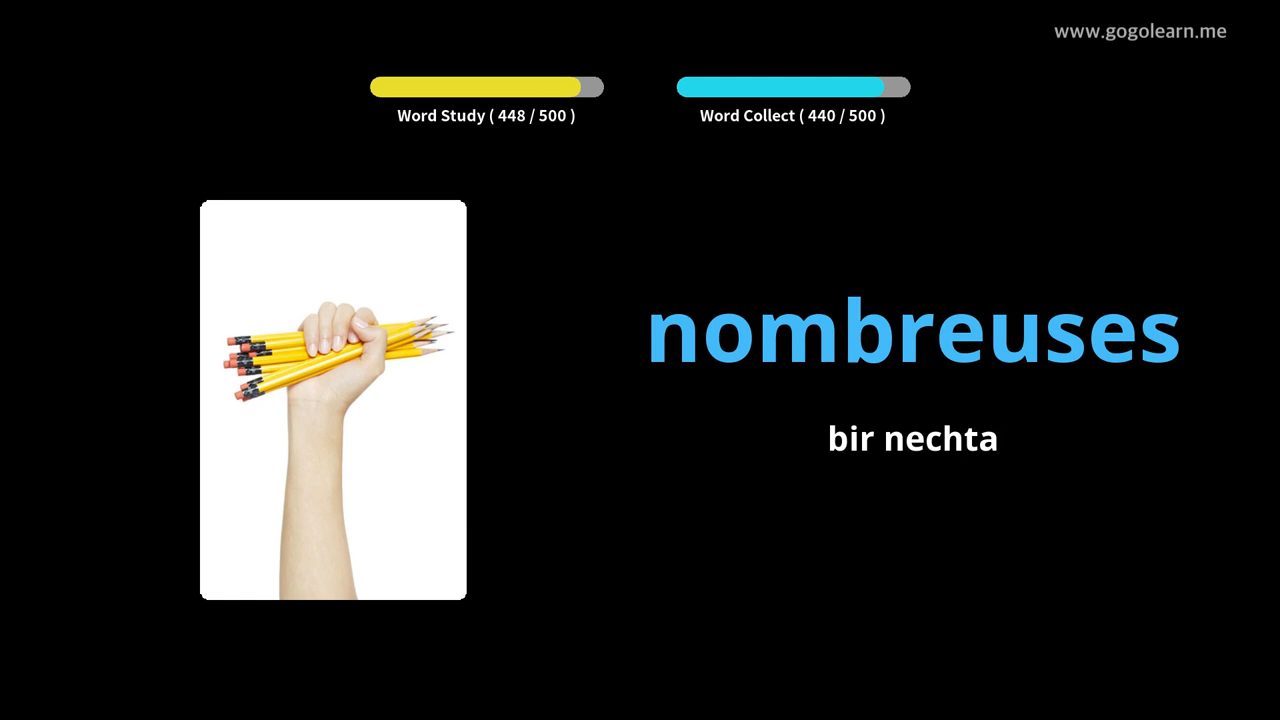 www.gogolearn.me
Word Study ( 448 / 500 )
Word Collect ( 440 / 500 )
nombreuses
bir nechta